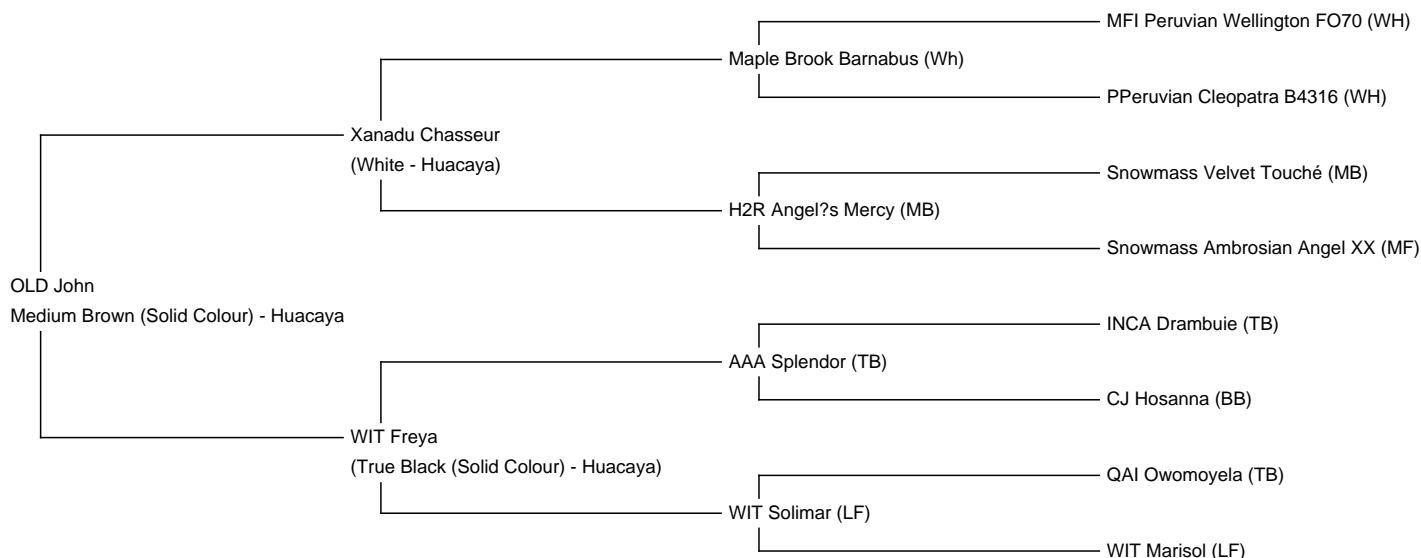 MFI Peruvian Wellington FO70 (WH)
Maple Brook Barnabus (Wh)
PPeruvian Cleopatra B4316 (WH)
Xanadu Chasseur
(White - Huacaya)
Snowmass Velvet Touché (MB)
H2R Angel?s Mercy (MB)
Snowmass Ambrosian Angel XX (MF)
OLD John
Medium Brown (Solid Colour) - Huacaya
INCA Drambuie (TB)
AAA Splendor (TB)
CJ Hosanna (BB)
WIT Freya
(True Black (Solid Colour) - Huacaya)
QAI Owomoyela (TB)
WIT Solimar (LF)
WIT Marisol (LF)